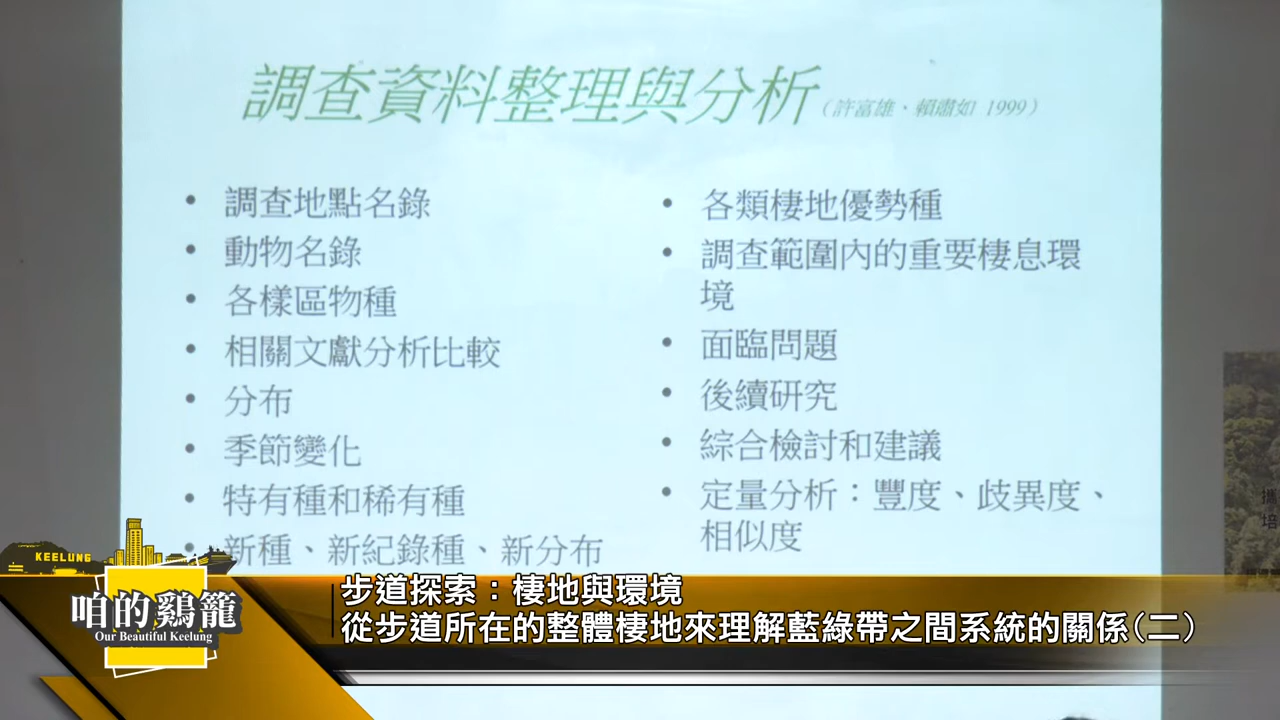 調查資料整理與分析(許富雄、賴肅如 1999)
• 調查地點名錄
• 動物名錄
• 各樣區物種
• 相關文獻分析比較
• 分布
• 季節變化
• 特有種和稀有種
• 新種、新紀錄種、新分布
• 各類棲地優勢種
• 調查範圍內的重要棲息環
境
• 面臨問題
• 後續研究
• 綜合檢討和建議
• 定量分析：豐度、歧異度、
相似度
攜
培
KEELUNG
咱的鷄籠
Our Beautiful Keelung
步道探索：棲地與環境
從步道所在的整體棲地來理解藍綠帶之間系統的關係(二)